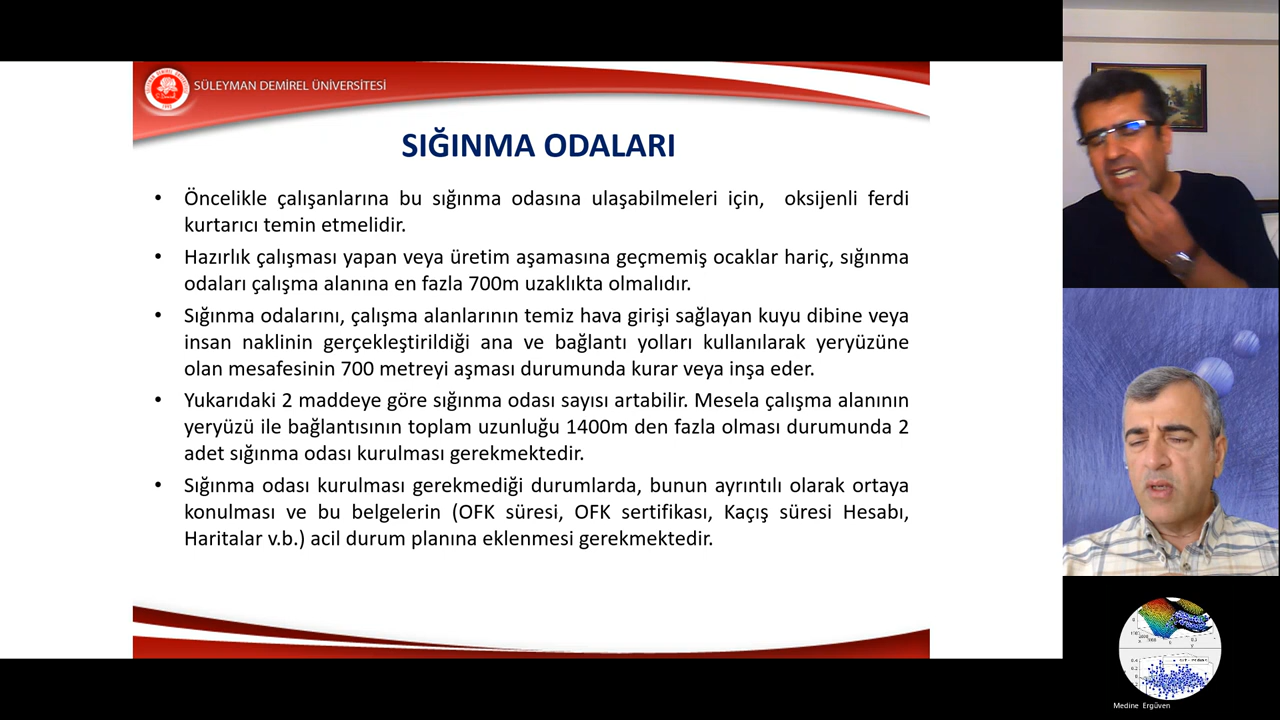 SÜLEYMAN DEMİREL ÜNİVERSİTESİ
SIĞINMA ODALARI
• Öncelikle çalışanlarına bu sığınma odasına ulaşabilmeleri için, oksijenli ferdi
kurtarıcı temin etmelidir.
• Hazırlık çalışması yapan veya üretim aşamasına geçmemiş ocaklar hariç, sığınma
odaları çalışma alanına en fazla 700m uzaklıkta olmalıdır.
• Sığınma odalarını, çalışma alanlarının temiz hava girişi sağlayan kuyu dibine veya
insan naklinin gerçekleştirildiği ana ve bağlantı yolları kullanılarak yeryüzüne
olan mesafesinin 700 metreyi aşması durumunda kurar veya inşa eder.
• Yukarıdaki 2 maddeye göre sığınma odası sayısı artabilir. Mesela çalışma alanının
yeryüzü ile bağlantısının toplam uzunluğu 1400m den fazla olması durumunda 2
adet sığınma odası kurulması gerekmektedir.
• Sığınma odası kurulması gerekmediği durumlarda, bunun ayrıntılı olarak ortaya
konulması ve bu belgelerin (OFK süresi, OFK sertifikası, Kaçış süresi Hesabı,
Haritalar v.b.) acil durum planına eklenmesi gerekmektedir.
Medine Ergüven